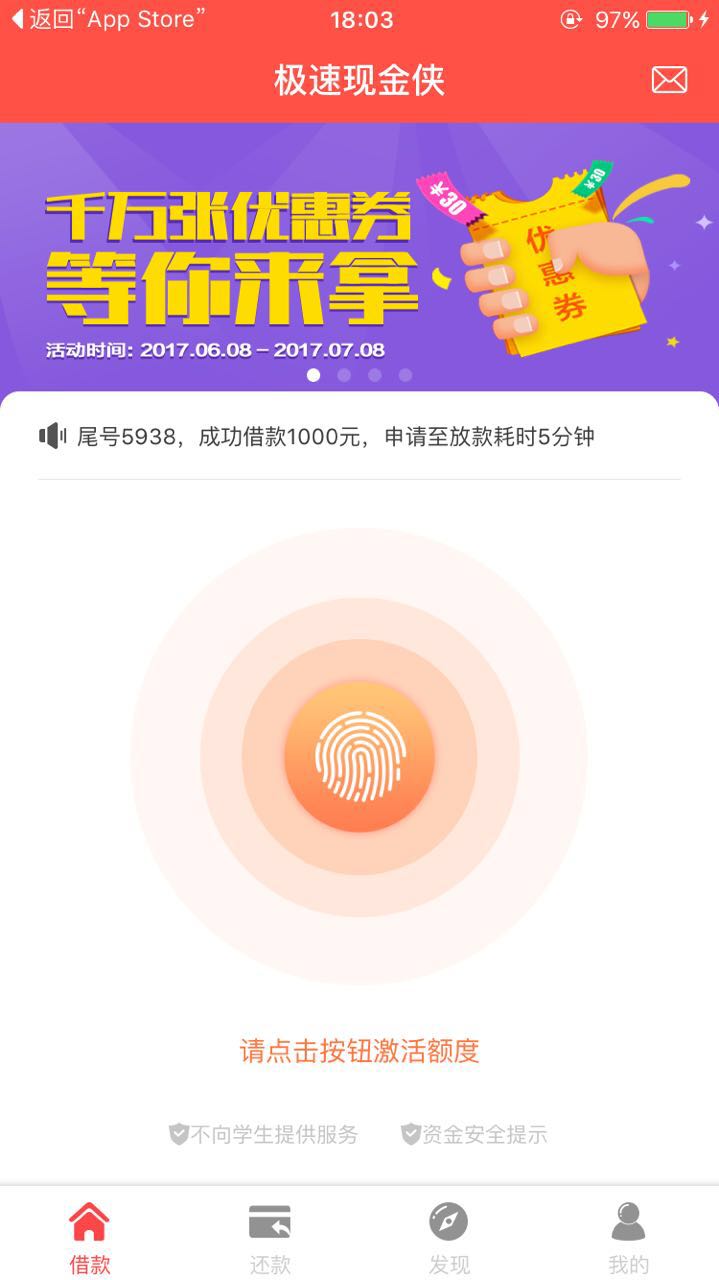 返回“App Store”
18:03
97%
极速现金侠
千万张优惠券
等你来拿
活动时间: 2017.06.08 – 2017.07.08
¥30
¥30
优惠券
尾号5938，成功借款1000元，申请至放款耗时5分钟
请点击按钮激活额度
不向学生提供服务
资金安全提示
借款
还款
发现
我的